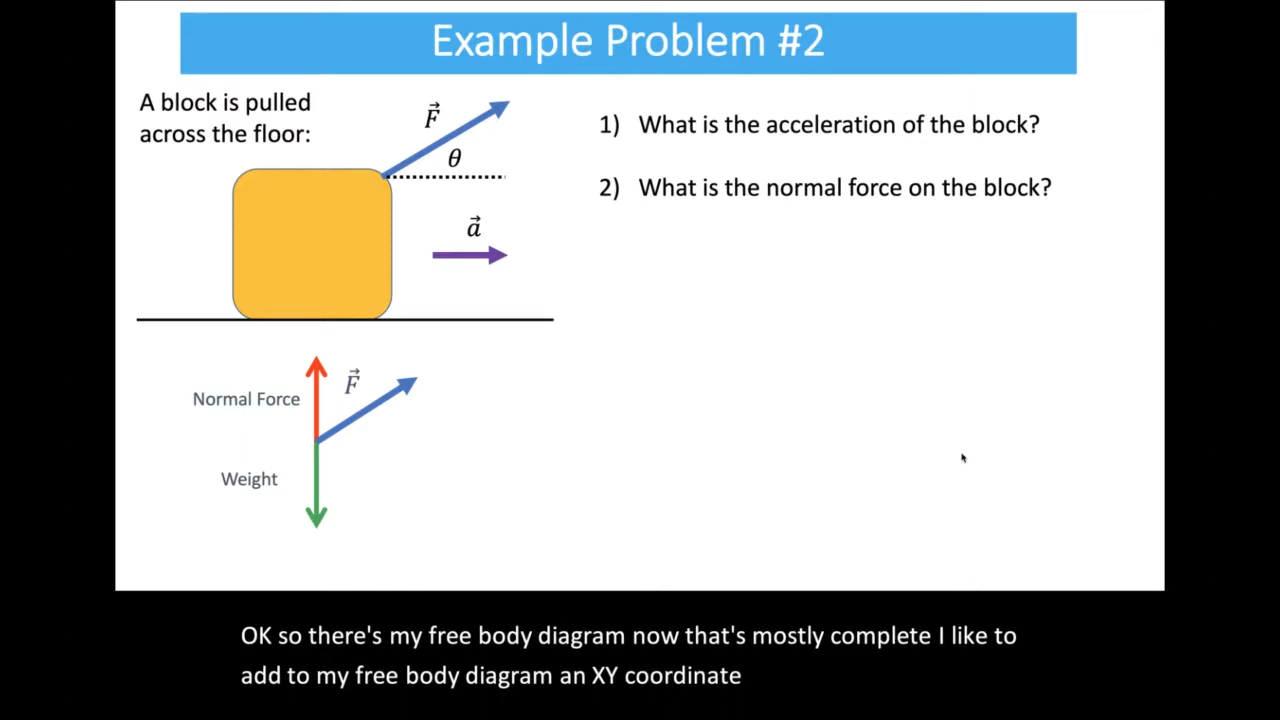 Example Problem #2
A block is pulled
across the floor:
F⃗
θ
a⃗
1) What is the acceleration of the block?
2) What is the normal force on the block?
Normal Force
F⃗
Weight
OK so there's my free body diagram now that's mostly complete I like to
add to my free body diagram an XY coordinate